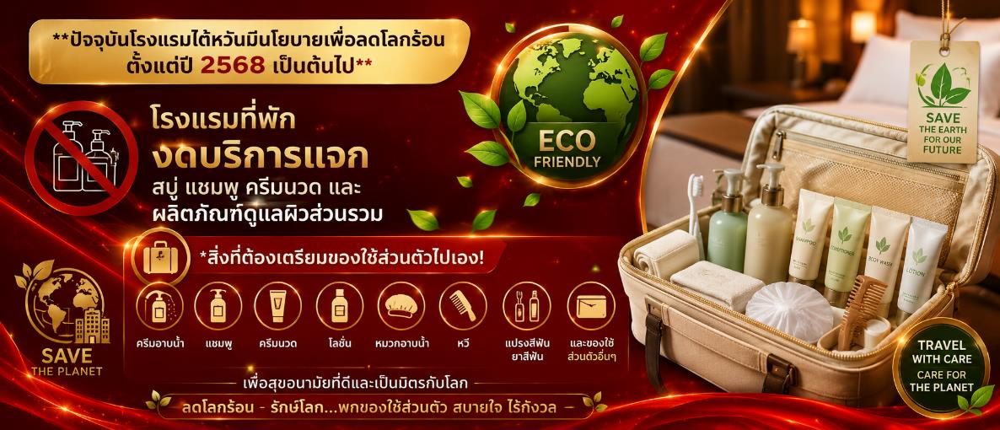 **ปัจจุบันโรงแรมไต้หวันมีนโยบายเพื่อลดโลกร้อน
ตั้งแต่ปี 2568 เป็นต้นไป**
โรงแรมที่พัก
งดบริการแจก
สบู่ แชมพู ครีมนวด และ
ผลิตภัณฑ์ดูแลผิวส่วนรวม
ECO
FRIENDLY
SAVE
THE EARTH
FOR OUR
FUTURE
*สิ่งที่ต้องเตรียมของใช้ส่วนตัวไปเอง!
ครีมอาบน้ำ
แชมพู
ครีมนวด
โลชั่น
หมวกอาบน้ำ
หวี
แปรงสีฟัน
ยาสีฟัน
และของใช้
ส่วนตัวอื่นๆ
SAVE
THE PLANET
เพื่อสุขอนามัยที่ดีและเป็นมิตรกับโลก
ลดโลกร้อน - รักษ์โลก...พกของใช้ส่วนตัว สบายใจ ไร้กังวล
SHAMPOO
CONDITIONER
BODY WASH
LOTION
TRAVEL
WITH CARE
CARE FOR
THE PLANET